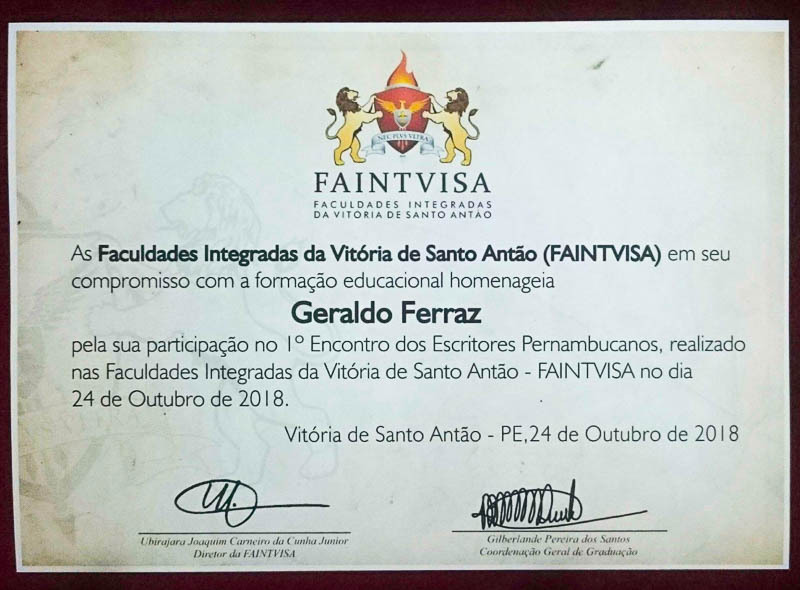 NEC PLVS VLTRA
FAINTVISA
FACULDADES INTEGRADAS
DA VITÓRIA DE SANTO ANTÃO
As Faculdades Integradas da Vitória de Santo Antão (FAINTVISA) em seu
compromisso com a formação educacional homenageia
Geraldo Ferraz
pela sua participação no 1º Encontro dos Escritores Pernambucanos, realizado
nas Faculdades Integradas da Vitória de Santo Antão - FAINTVISA no dia
24 de Outubro de 2018.
Vitória de Santo Antão - PE,24 de Outubro de 2018
Ubirajara Joaquim Carneiro da Cunha Junior
Diretor da FAINTVISA
Gilberlande Pereira dos Santos
Coordenação Geral de Graduação